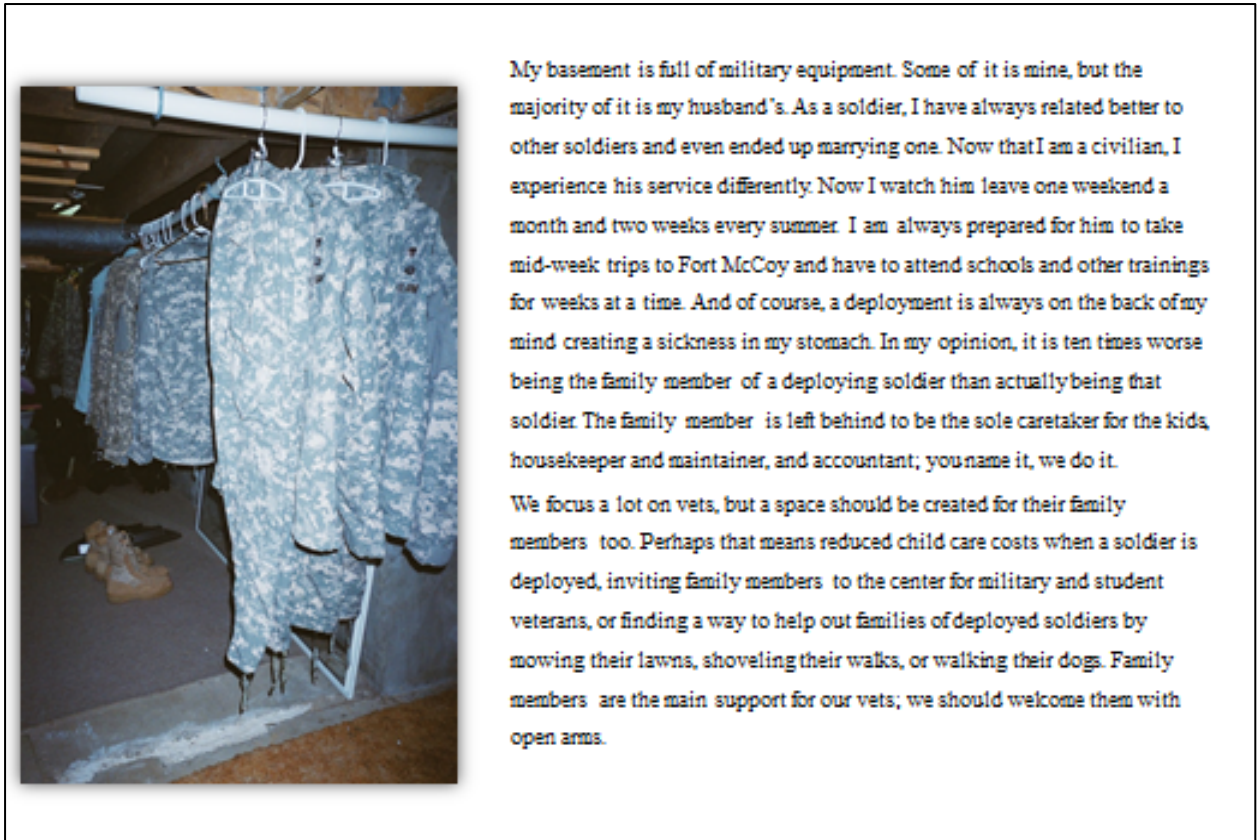 My basement is full of military equipment. Some of it is mine, but the
majority of it is my husband's. As a soldier, I have always related better to
other soldiers and even ended up marrying one. Now that I am a civilian, I
experience his service differently. Now I watch him leave one weekend a
month and two weeks every summer. I am always prepared for him to take
mid-week trips to Fort McCoy and have to attend schools and other trainings
for weeks at a time. And of course, a deployment is always on the back of my
mind creating a sickness in my stomach. In my opinion, it is ten times worse
being the family member of a deploying soldier than actually being that
soldier. The family member is left behind to be the sole caretaker for the kids,
housekeeper and maintainer, and accountant; you name it, we do it.
We focus a lot on vets, but a space should be created for their family
members too. Perhaps that means reduced child care costs when a soldier is
deployed, inviting family members to the center for military and student
veterans, or finding a way to help out families of deployed soldiers by
mowing their lawns, shoveling their walks, or walking their dogs. Family
members are the main support for our vets; we should welcome them with
open arms.